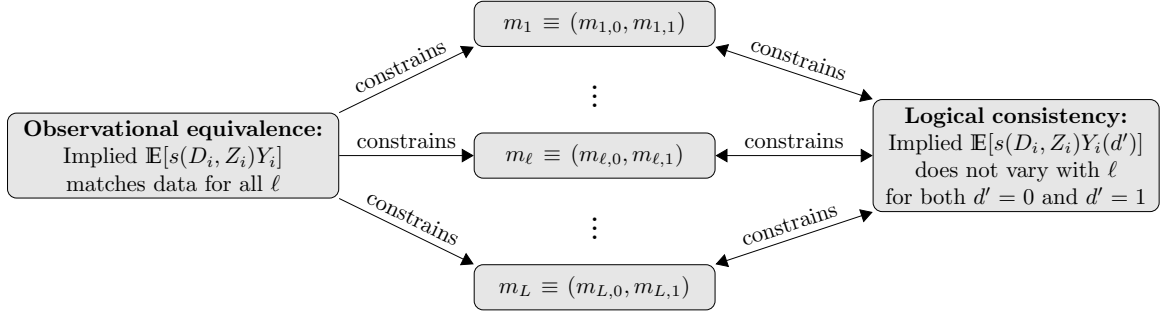 m_1 ≡ (m_{1,0}, m_{1,1})
constrains
constrains
⋮
Observational equivalence:
Implied 𝔼[s(D_i, Z_i)Y_i]
matches data for all ℓ
constrains
m_ℓ ≡ (m_{ℓ,0}, m_{ℓ,1})
constrains
Logical consistency:
Implied 𝔼[s(D_i, Z_i)Y_i(d′)]
does not vary with ℓ
for both d′ = 0 and d′ = 1
constrains
⋮
constrains
m_L ≡ (m_{L,0}, m_{L,1})